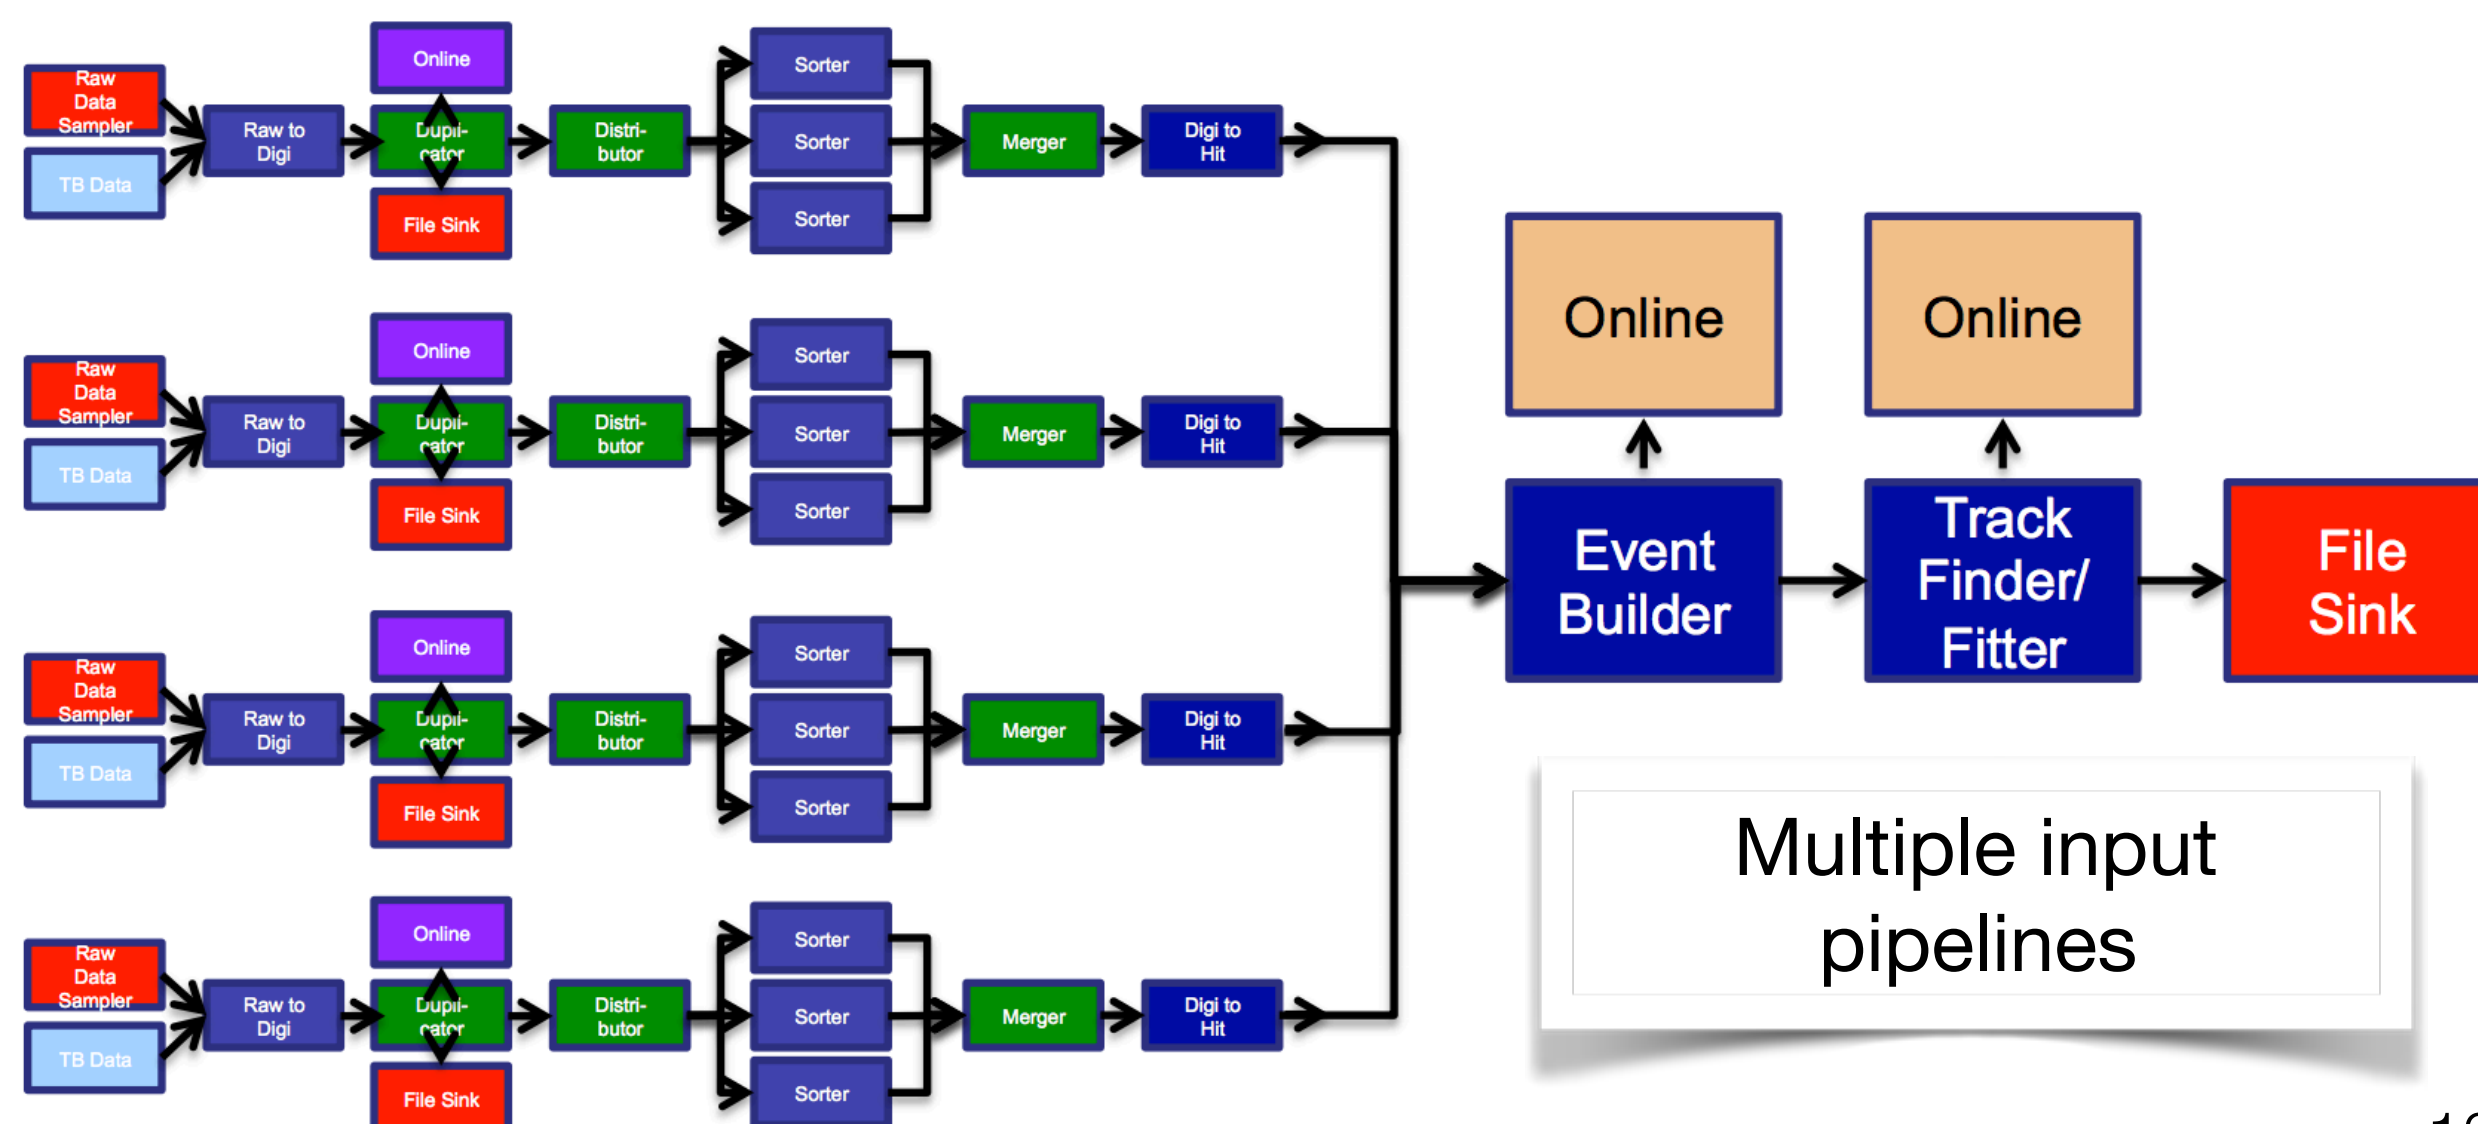 Raw
Data
Sampler
TB Data
Raw to
Digi
Online
Dupli-
cator
File Sink
Distri-
butor
Sorter
Sorter
Sorter
Merger
Digi to
Hit
Raw
Data
Sampler
TB Data
Raw to
Digi
Online
Dupli-
cator
File Sink
Distri-
butor
Sorter
Sorter
Sorter
Merger
Digi to
Hit
Raw
Data
Sampler
TB Data
Raw to
Digi
Online
Dupli-
cator
File Sink
Distri-
butor
Sorter
Sorter
Sorter
Merger
Digi to
Hit
Raw
Data
Sampler
TB Data
Raw to
Digi
Online
Dupli-
cator
File Sink
Distri-
butor
Sorter
Sorter
Sorter
Merger
Digi to
Hit
Online
Online
Event
Builder
Track
Finder/
Fitter
File
Sink
Multiple input
pipelines